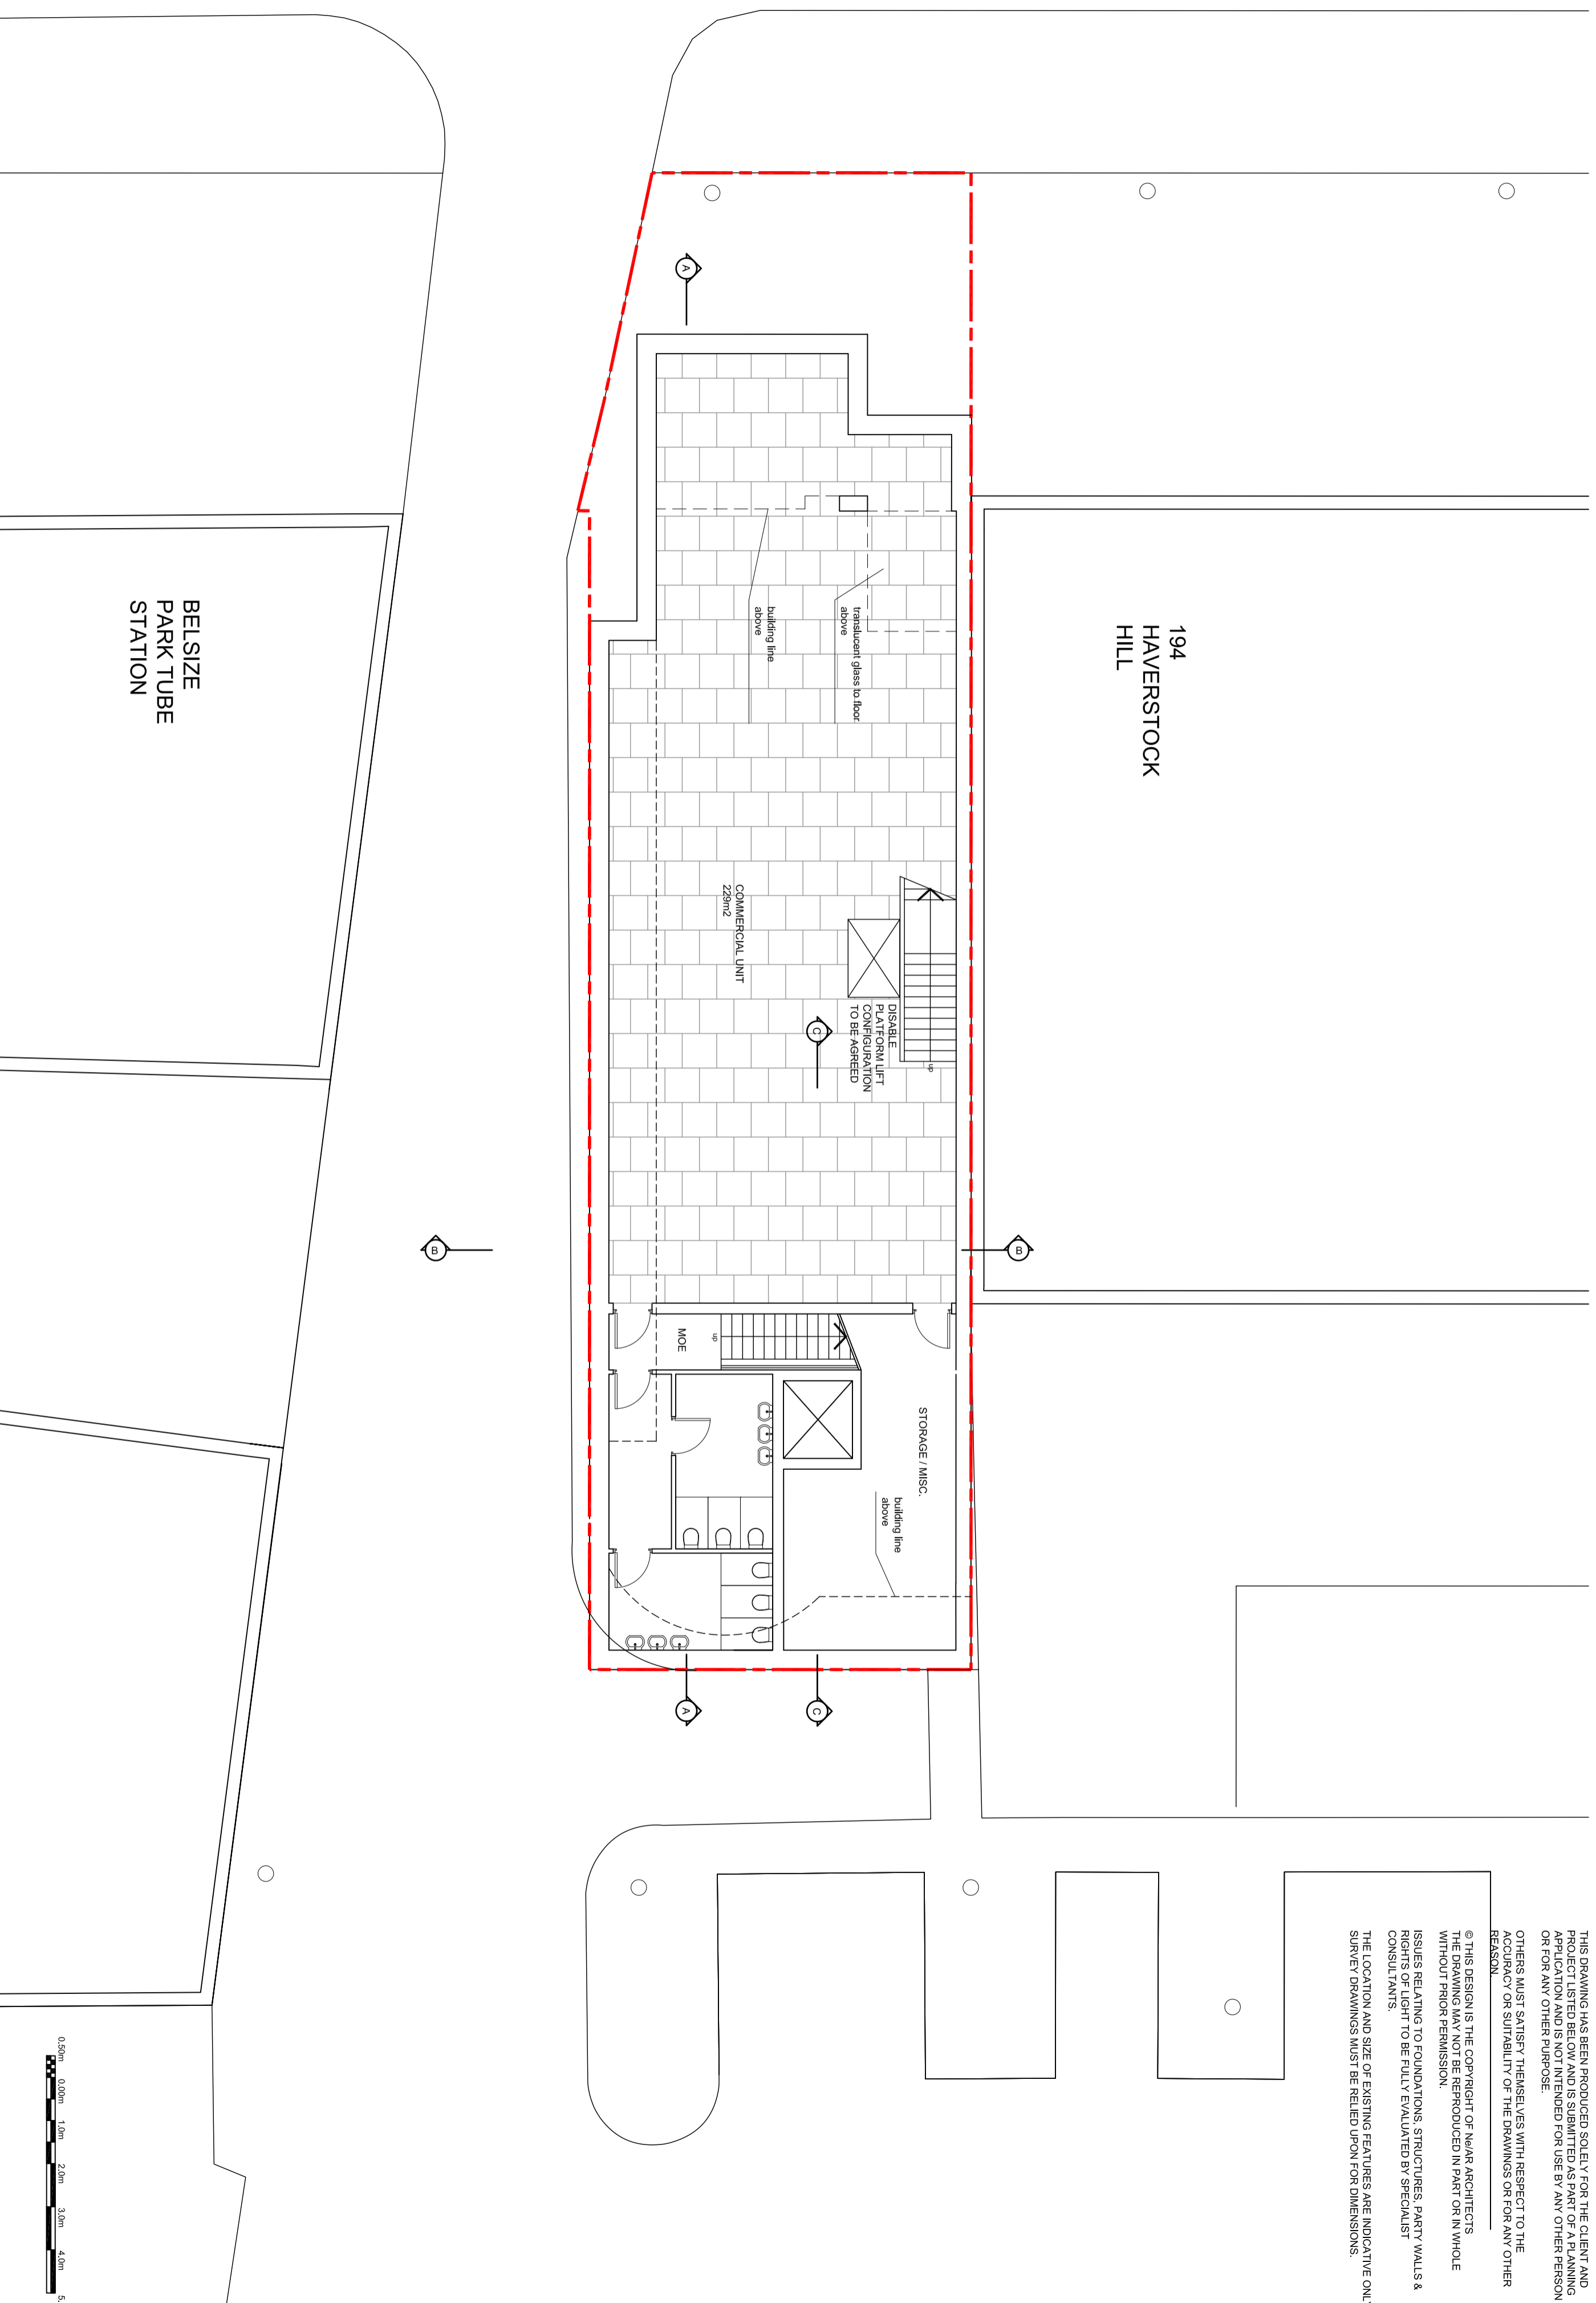 THIS DRAWING HAS BEEN PRODUCED SOLELY FOR THE CLIENT AND
PROJECT LISTED BELOW AND IS SUBMITTED AS PART OF A PLANNING
APPLICATION AND IS NOT INTENDED FOR USE BY ANY OTHER PERSON
OR FOR ANY OTHER PURPOSE.
OTHERS MUST SATISFY THEMSELVES WITH RESPECT TO THE
ACCURACY OR SUITABILITY OF THE DRAWINGS OR FOR ANY OTHER
REASON.
© THIS DESIGN IS THE COPYRIGHT OF Ne/AR ARCHITECTS
THE DRAWING MAY NOT BE REPRODUCED IN PART OR IN WHOLE
WITHOUT PRIOR PERMISSION.
ISSUES RELATING TO FOUNDATIONS, STRUCTURES, PARTY WALLS &
RIGHTS OF LIGHT TO BE FULLY EVALUATED BY SPECIALIST
CONSULTANTS.
THE LOCATION AND SIZE OF EXISTING FEATURES ARE INDICATIVE ONLY
SURVEY DRAWINGS MUST BE RELIED UPON FOR DIMENSIONS.
194
HAVERSTOCK
HILL
B
up
STORAGE / MISC.
DISABLE
PLATFORM LIFT
CONFIGURATION
TO BE AGREED
building line
above
translucent glass to floor
above
C
C
building line
above
COMMERCIAL UNIT
229m2
up
MOE
A
A
B
BELSIZE
PARK TUBE
STATION
0.50m 0.00m 1.0m 2.0m 3.0m 4.0m 5.